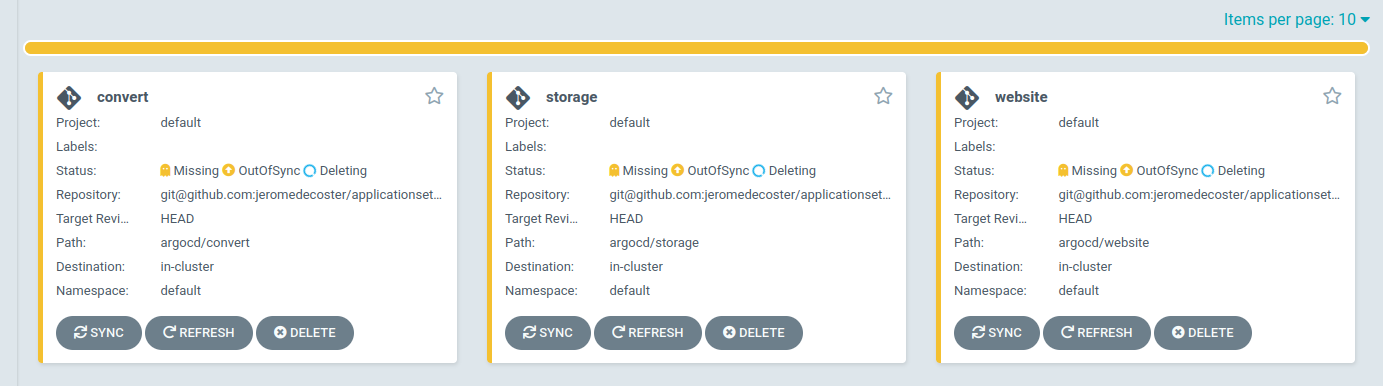 Items per page: 10
convert
Project: default
Labels:
Status: Missing OutOfSync Deleting
Repository: git@github.com:jeromedecoster/applicationset...
Target Revi... HEAD
Path: argocd/convert
Destination: in-cluster
Namespace: default
SYNC REFRESH DELETE
storage
Project: default
Labels:
Status: Missing OutOfSync Deleting
Repository: git@github.com:jeromedecoster/applicationset...
Target Revi... HEAD
Path: argocd/storage
Destination: in-cluster
Namespace: default
SYNC REFRESH DELETE
website
Project: default
Labels:
Status: Missing OutOfSync Deleting
Repository: git@github.com:jeromedecoster/applicationset...
Target Revi... HEAD
Path: argocd/website
Destination: in-cluster
Namespace: default
SYNC REFRESH DELETE